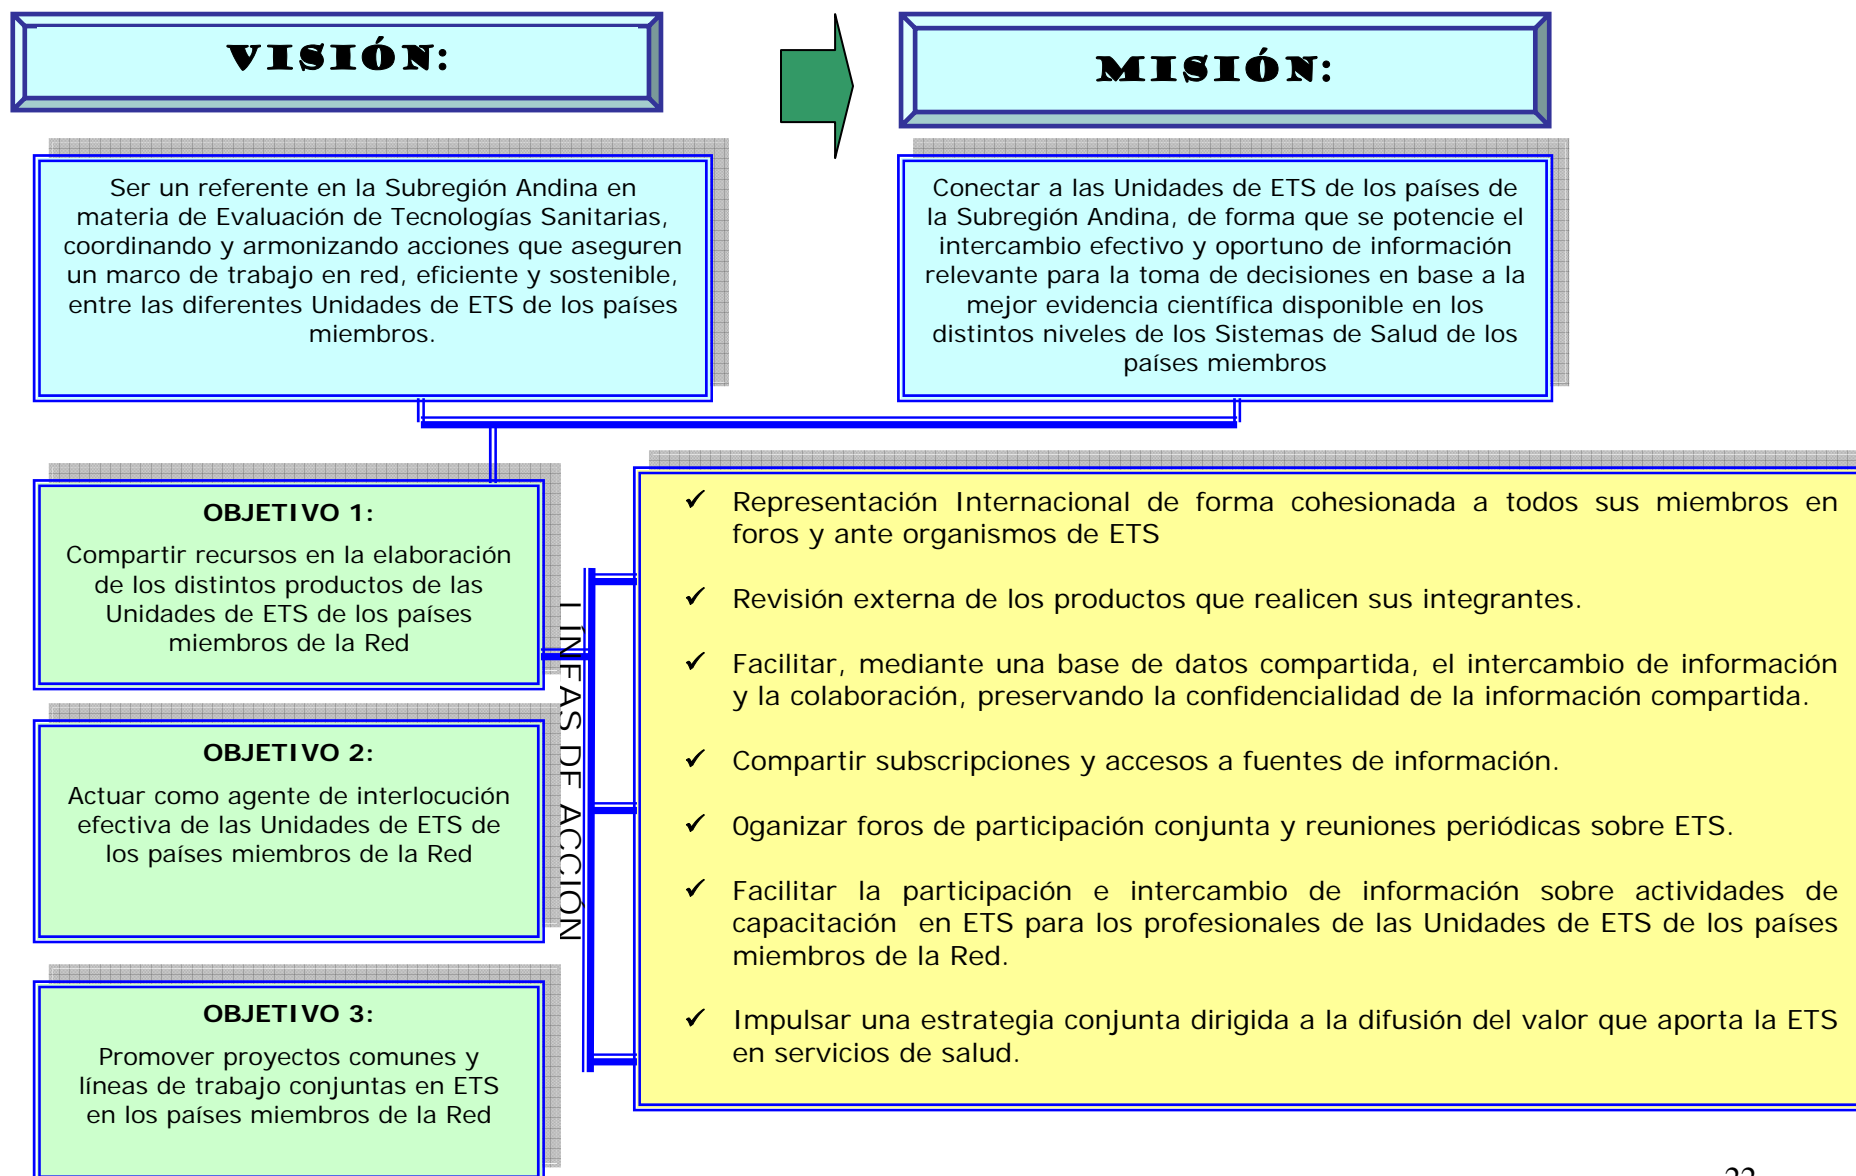 VISIÓN:
MISIÓN:
Ser un referente en la Subregión Andina en
materia de Evaluación de Tecnologías Sanitarias,
coordinando y armonizando acciones que aseguren
un marco de trabajo en red, eficiente y sostenible,
entre las diferentes Unidades de ETS de los países
miembros.
Conectar a las Unidades de ETS de los países de
la Subregión Andina, de forma que se potencie el
intercambio efectivo y oportuno de información
relevante para la toma de decisiones en base a la
mejor evidencia científica disponible en los
distintos niveles de los Sistemas de Salud de los
países miembros
OBJETIVO 1:
Compartir recursos en la elaboración
de los distintos productos de las
Unidades de ETS de los países
miembros de la Red
OBJETIVO 2:
Actuar como agente de interlocución
efectiva de las Unidades de ETS de
los países miembros de la Red
OBJETIVO 3:
Promover proyectos comunes y
líneas de trabajo conjuntas en ETS
en los países miembros de la Red
LÍNEAS DE ACCIÓN
✓ Representación Internacional de forma cohesionada a todos sus miembros en
foros y ante organismos de ETS
✓ Revisión externa de los productos que realicen sus integrantes.
✓ Facilitar, mediante una base de datos compartida, el intercambio de información
y la colaboración, preservando la confidencialidad de la información compartida.
✓ Compartir subscripciones y accesos a fuentes de información.
✓ 0ganizar foros de participación conjunta y reuniones periódicas sobre ETS.
✓ Facilitar la participación e intercambio de información sobre actividades de
capacitación en ETS para los profesionales de las Unidades de ETS de los países
miembros de la Red.
✓ Impulsar una estrategia conjunta dirigida a la difusión del valor que aporta la ETS
en servicios de salud.